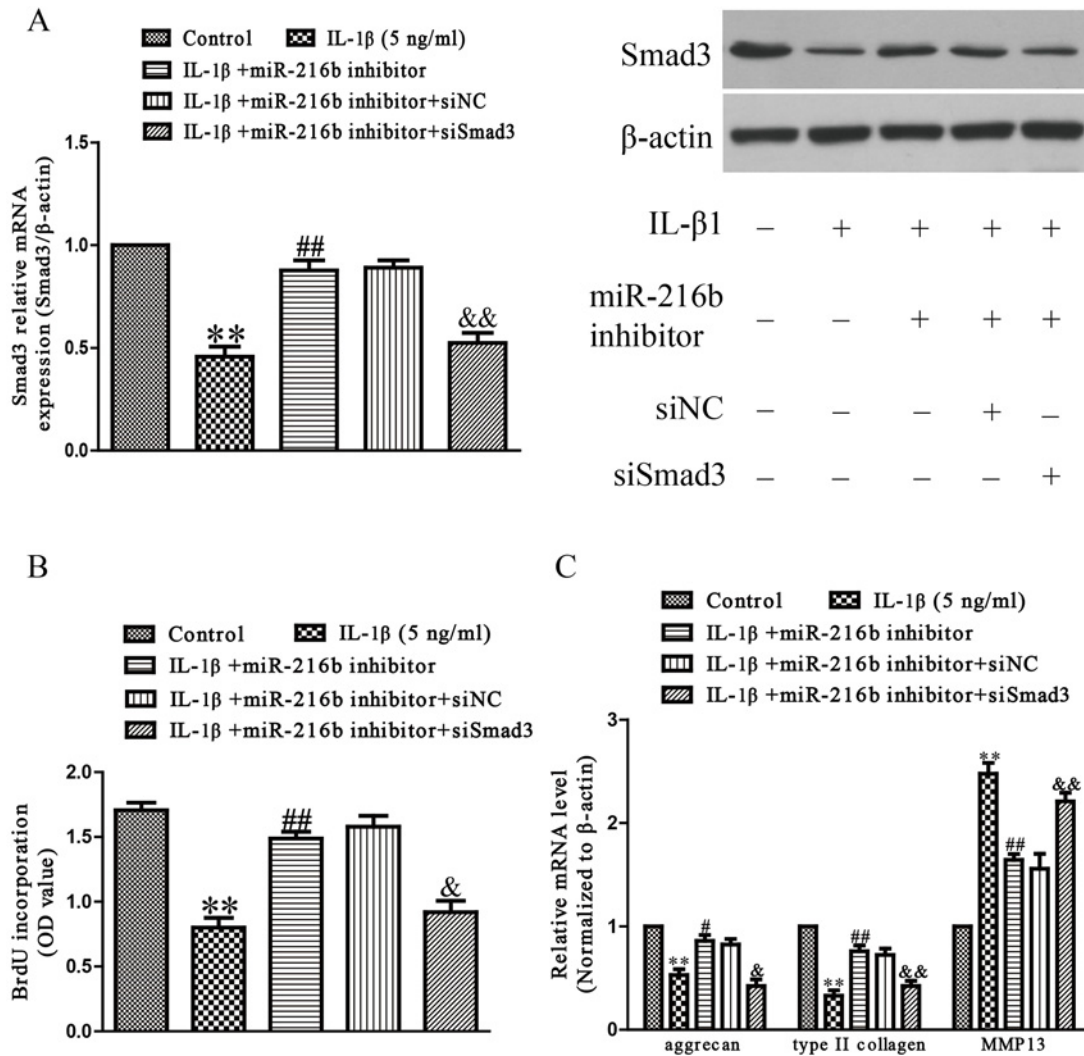 A
Control IL-1β (5 ng/ml)
IL-1β +miR-216b inhibitor
IL-1β +miR-216b inhibitor+siNC
IL-1β +miR-216b inhibitor+siSmad3
Smad3 relative mRNA
expression (Smad3/β-actin)
1.5
1.0
0.5
0.0
**
##
&&
Smad3
β-actin
IL-β1 – + + + +
miR-216b
inhibitor – – + + +
siNC – – – + –
siSmad3 – – – – +
B
Control IL-1β (5 ng/ml)
IL-1β +miR-216b inhibitor
IL-1β +miR-216b inhibitor+siNC
IL-1β +miR-216b inhibitor+siSmad3
BrdU incorporation
(OD value)
2.0
1.5
1.0
0.5
0.0
**
##
&
C
Control IL-1β (5 ng/ml)
IL-1β +miR-216b inhibitor
IL-1β +miR-216b inhibitor+siNC
IL-1β +miR-216b inhibitor+siSmad3
Relative mRNA level
(Normalized to β-actin)
3
2
1
0
** # &
** ## &&
** ## &&
aggrecan type II collagen MMP13